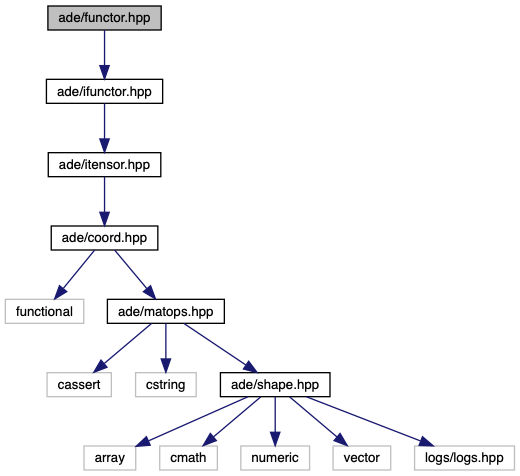 ade/functor.hpp
ade/ifunctor.hpp
ade/itensor.hpp
ade/coord.hpp
functional
ade/matops.hpp
cassert
cstring
ade/shape.hpp
array
cmath
numeric
vector
logs/logs.hpp